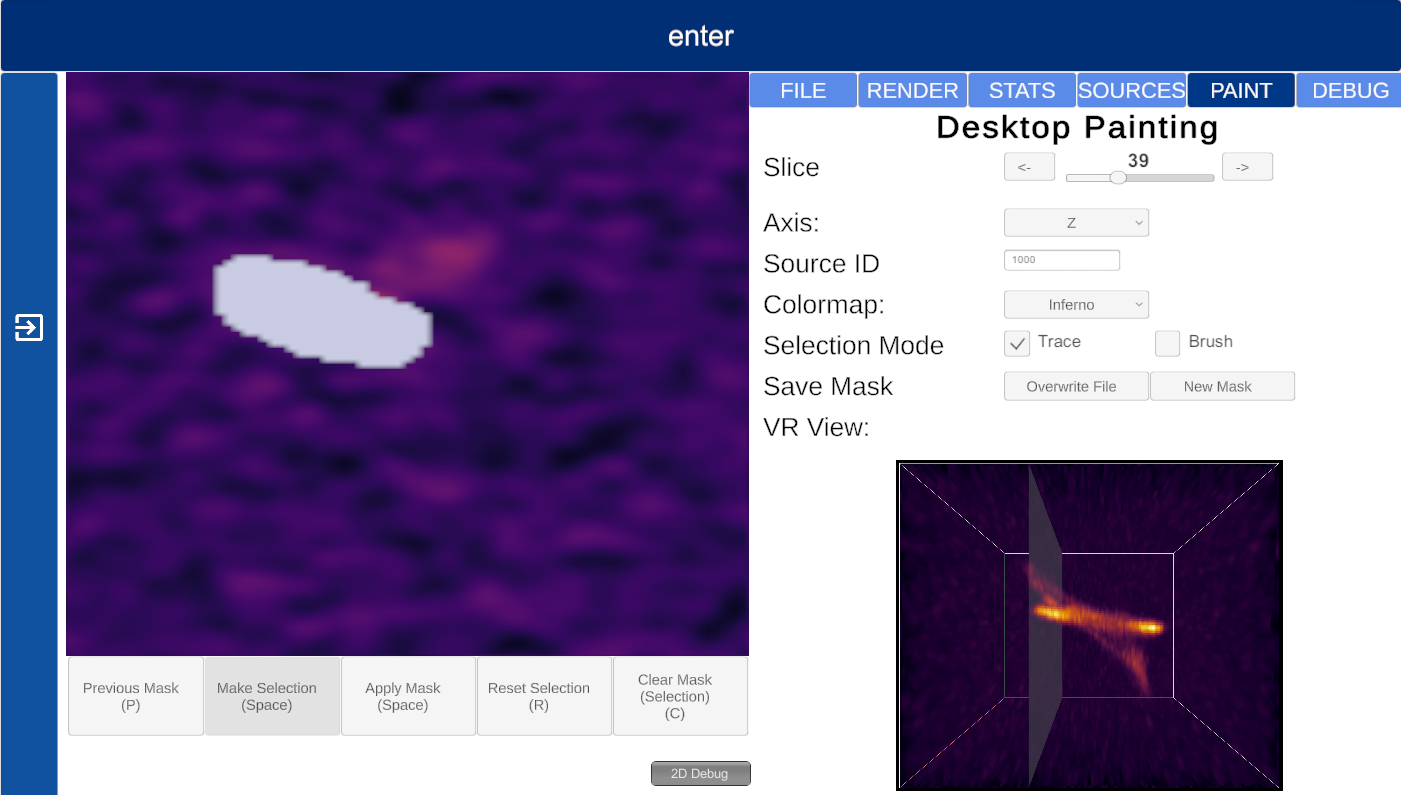 enter
FILE
RENDER
STATS
SOURCES
PAINT
DEBUG
Desktop Painting
Slice
<-
39
->
Axis:
Z
Source ID
1000
Colormap:
Inferno
Selection Mode
Trace
Brush
Save Mask
Overwrite File
New Mask
VR View:
Previous Mask
(P)
Make Selection
(Space)
Apply Mask
(Space)
Reset Selection
(R)
Clear Mask
(Selection)
(C)
2D Debug